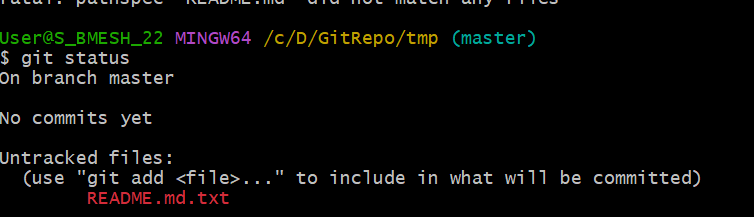 fatal: pathspec 'README.md' did not match any files
User@S_BMESH_22 MINGW64 /c/D/GitRepo/tmp (master)
$ git status
On branch master
No commits yet
Untracked files:
(use "git add <file>..." to include in what will be committed)
README.md.txt